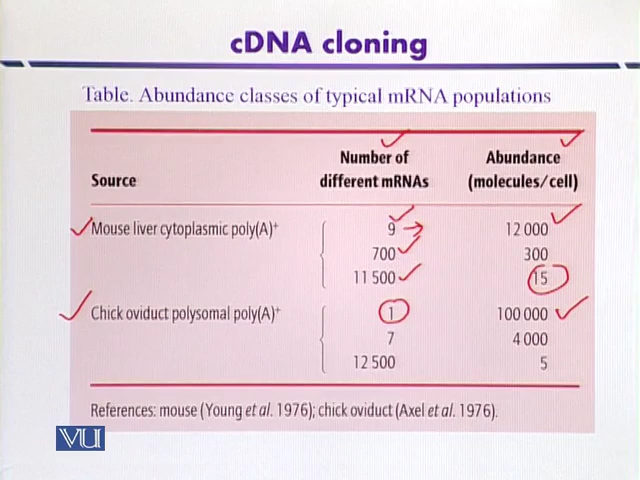 cDNA cloning
Table. Abundance classes of typical mRNA populations
Number of Abundance
Source different mRNAs (molecules/cell)
Mouse liver cytoplasmic poly(A)⁺ 9 12 000
700 300
11 500 15
Chick oviduct polysomal poly(A)⁺ 1 100 000
7 4 000
12 500 5
References: mouse (Young et al. 1976); chick oviduct (Axel et al. 1976).
VU